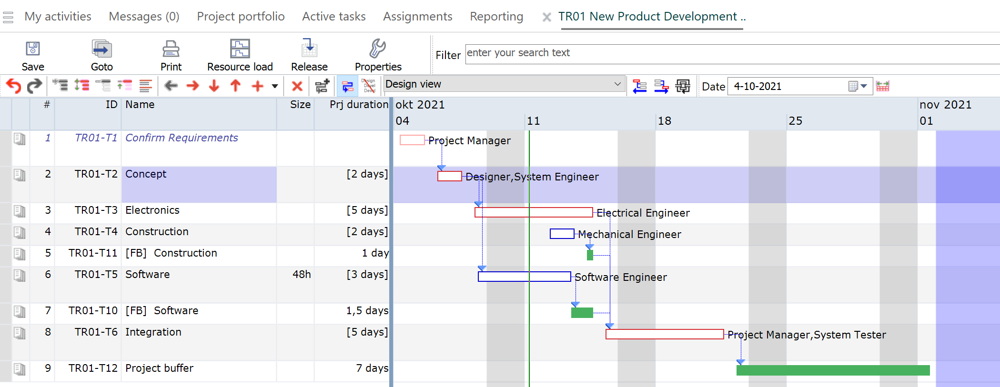 My activities Messages (0) Project portfolio Active tasks Assignments Reporting TR01 New Product Development ..
Save Goto Print Resource load Release Properties Filter enter your search text
Design Devel Devel Design view Date 4-10-2021
# ID Name Size Prj duration okt 2021 nov 2021
04 11 18 25 01
1 TR01-T1 Confirm Requirements Project Manager
2 TR01-T2 Concept [2 days] Designer,System Engineer
3 TR01-T3 Electronics [5 days] Electrical Engineer
4 TR01-T4 Construction [2 days] Mechanical Engineer
5 TR01-T11 [FB] Construction 1 day
6 TR01-T5 Software 48h [3 days] Software Engineer
7 TR01-T10 [FB] Software 1,5 days
8 TR01-T6 Integration [5 days] Project Manager,System Tester
9 TR01-T12 Project buffer 7 days